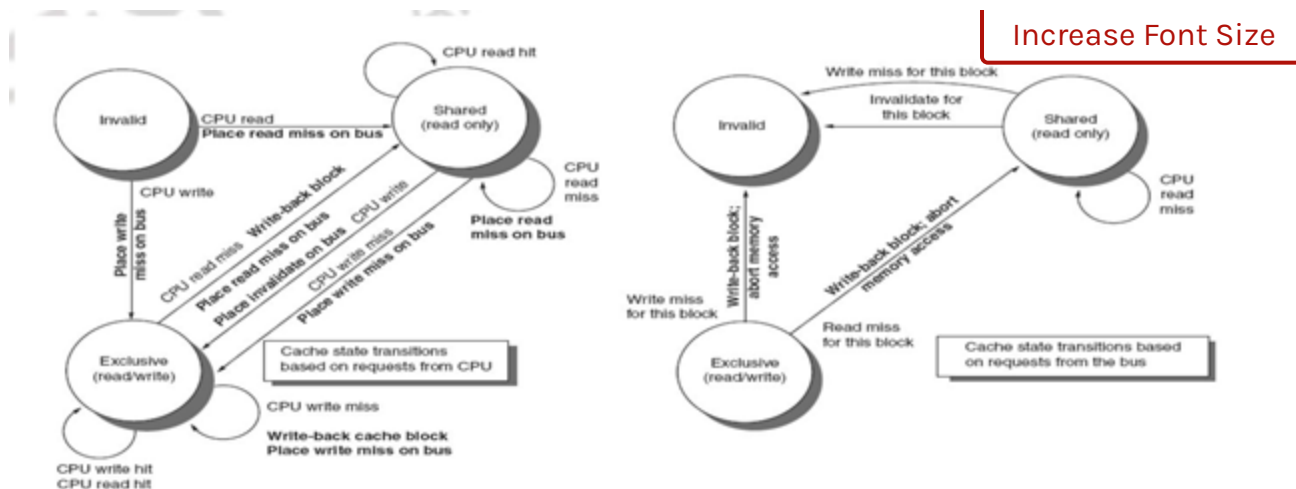 Increase Font Size
CPU read hit
Invalid
CPU read
Place read miss on bus
Shared
(read only)
CPU write
Place write
miss on bus
CPU read miss Write-back block
Place read miss on bus
Place invalidate on bus CPU write
CPU write miss
Place write miss on bus
CPU
read
miss
Place read
miss on bus
Exclusive
(read/write)
Cache state transitions
based on requests from CPU
CPU write miss
Write-back cache block
Place write miss on bus
CPU write hit
CPU read hit
Write miss for this block
Invalid
Invalidate for
this block
Shared
(read only)
CPU
read
miss
Write-back block;
abort memory
access
Write-back block; abort
memory access
Write miss
for this block
Read miss
for this block
Exclusive
(read/write)
Cache state transitions based
on requests from the bus